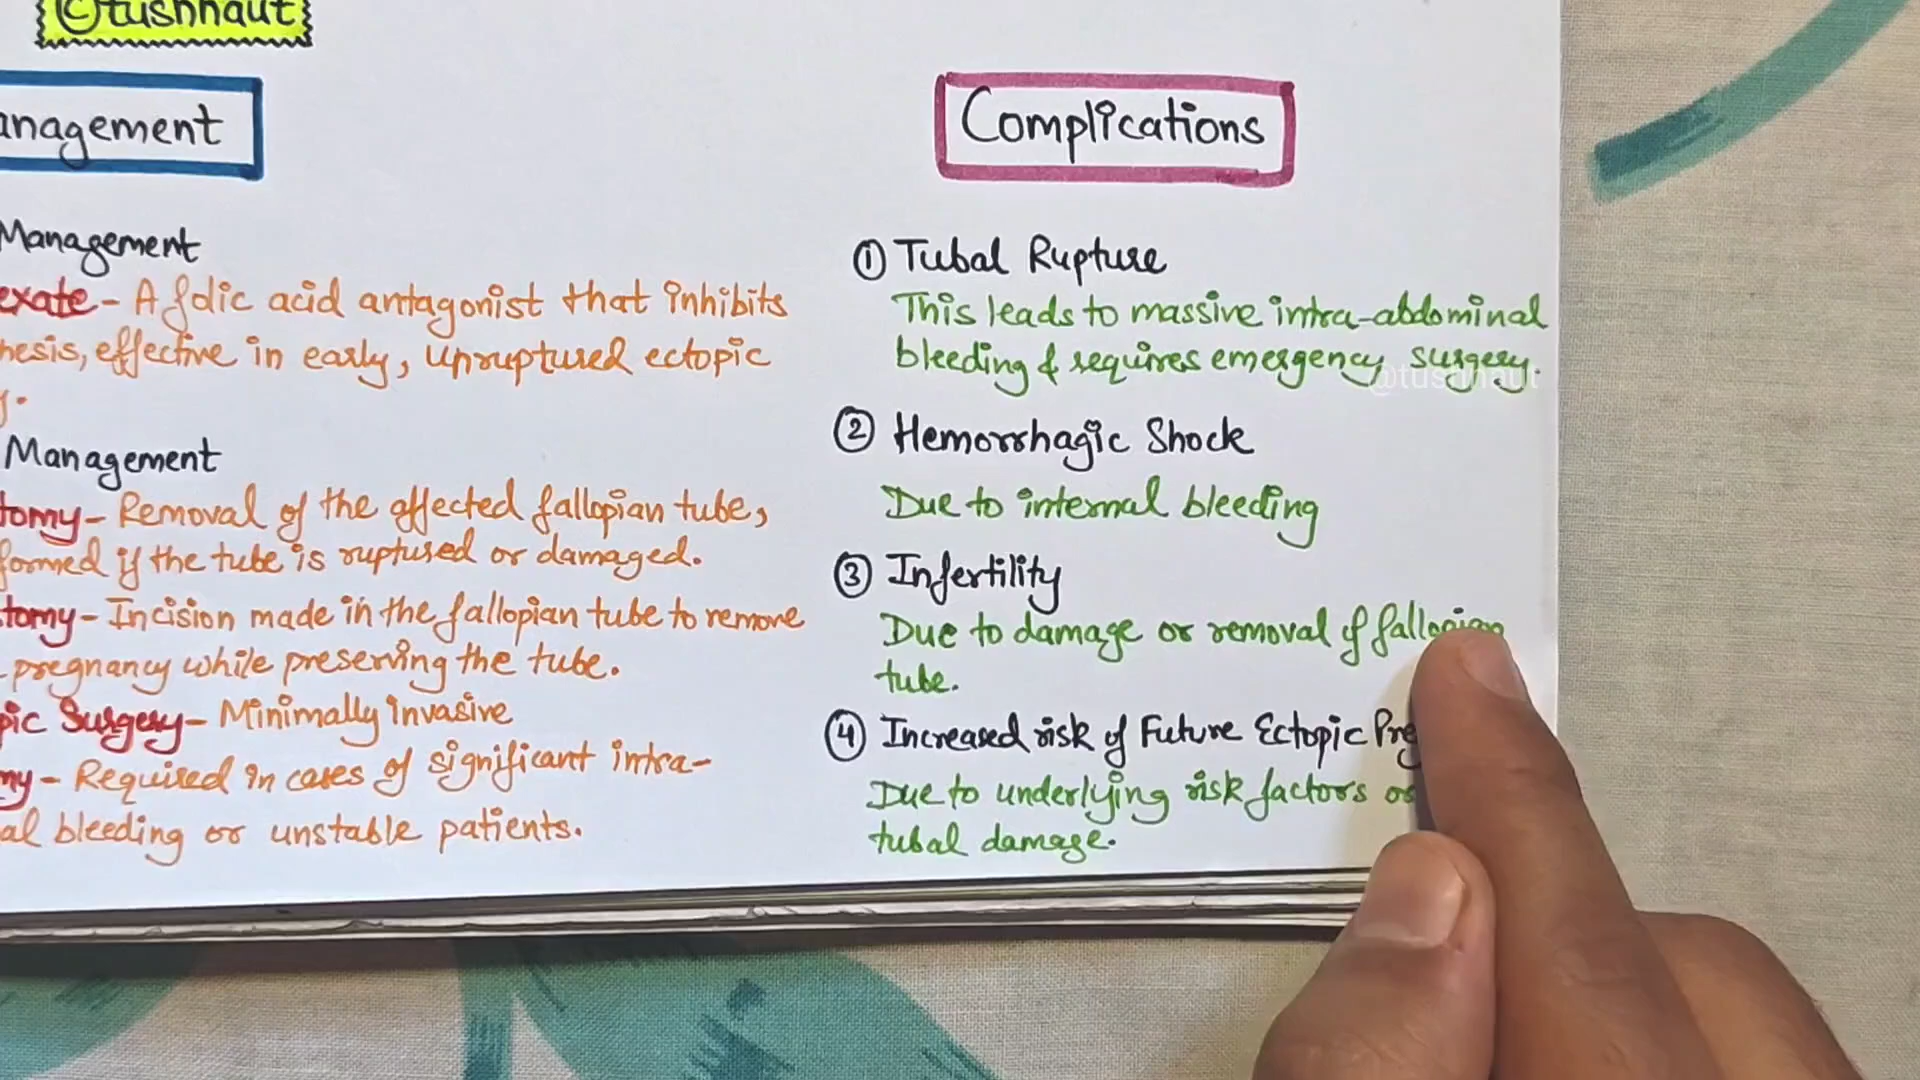 ©tushhaut
anagement
Management
exate- A folic acid antagonist that inhibits
hesis, effective in early, unruptured ectopic
y.
Management
tomy- Removal of the affected fallopian tube,
formed if the tube is ruptured or damaged.
tomy- Incision made in the fallopian tube to remove
pregnancy while preserving the tube.
pic Surgery- Minimally invasive
my- Required in cases of significant intra-
al bleeding or unstable patients.
Complications
① Tubal Rupture
This leads to massive intra-abdominal
bleeding & requires emergency surgery.
@tushhaut
② Hemorrhagic Shock
Due to internal bleeding
③ Infertility
Due to damage or removal of fallopian
tube.
④ Increased risk of Future Ectopic Preg
Due to underlying risk factors or
tubal damage.